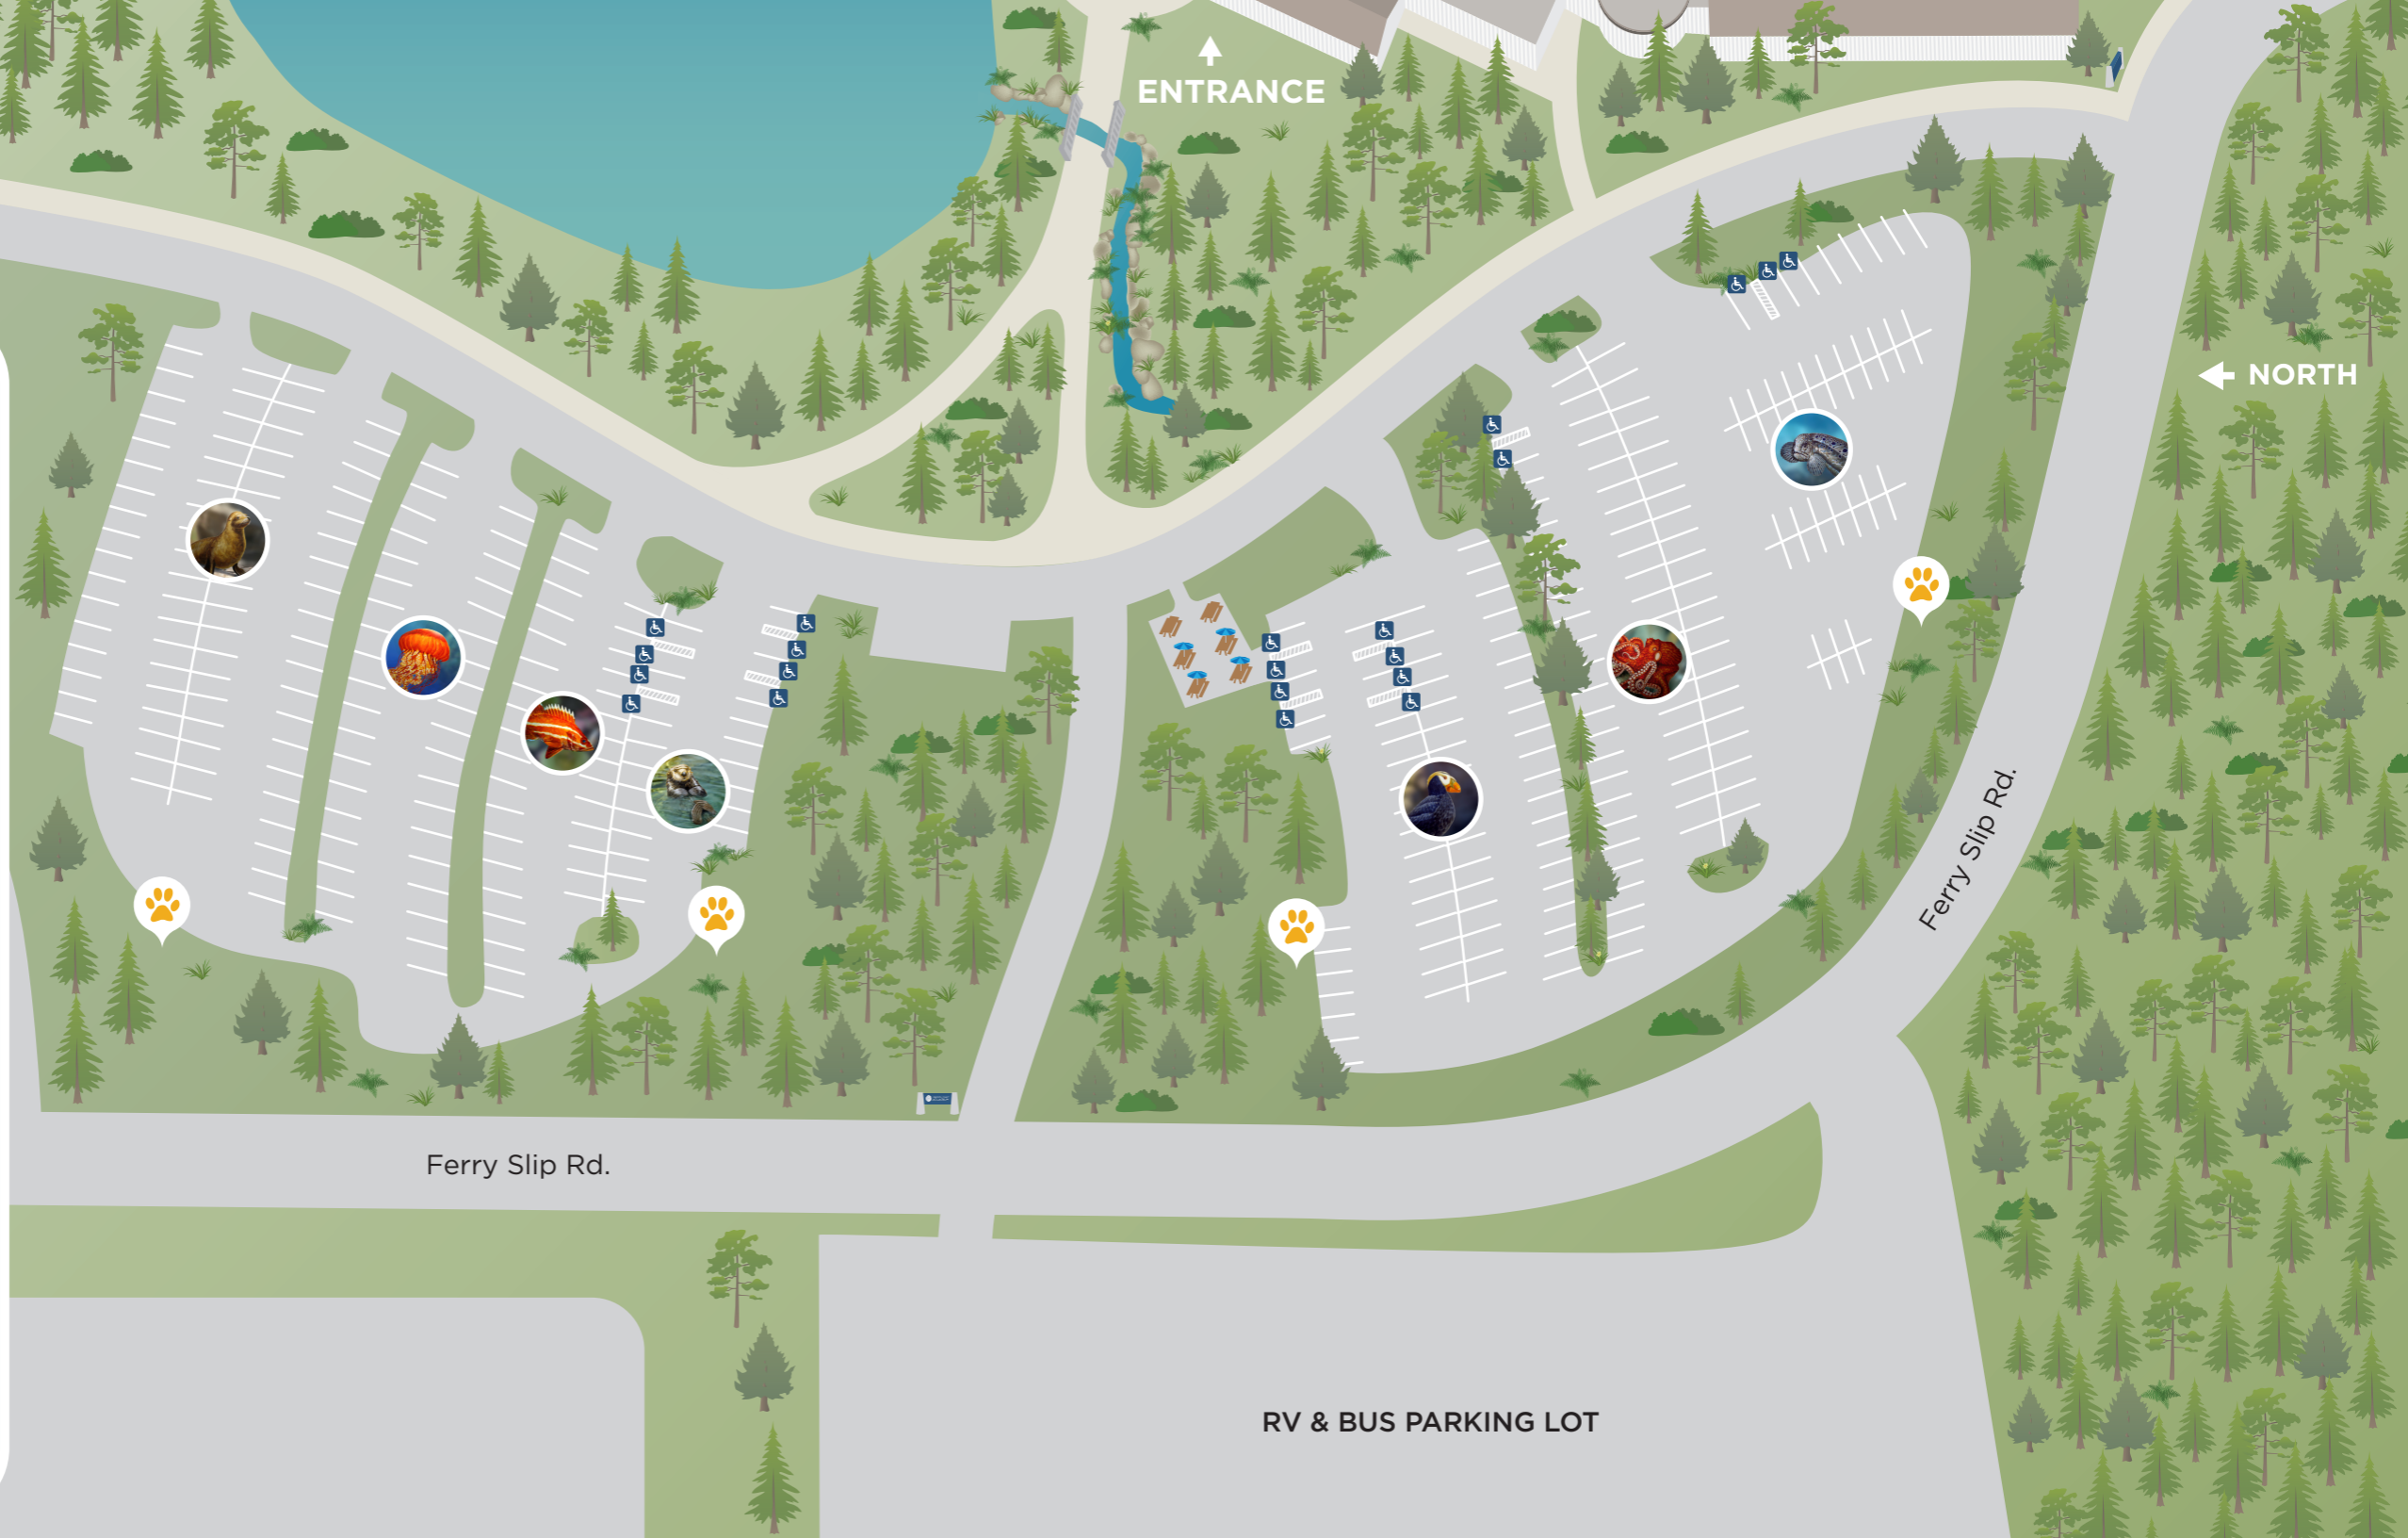 ENTRANCE
NORTH
Ferry Slip Rd.
Ferry Slip Rd.
RV & BUS PARKING LOT